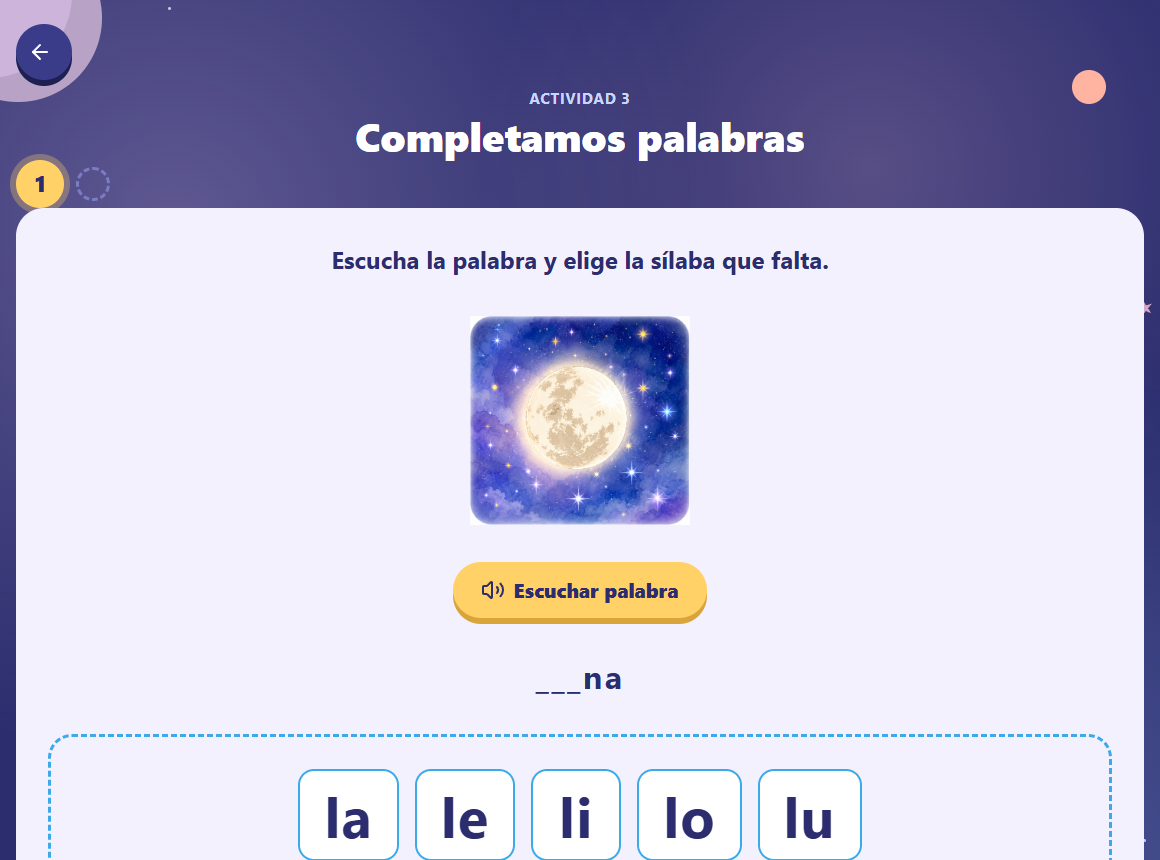 ACTIVIDAD 3
Completamos palabras
1
Escucha la palabra y elige la sílaba que falta.
Escuchar palabra
___na
la le li lo lu